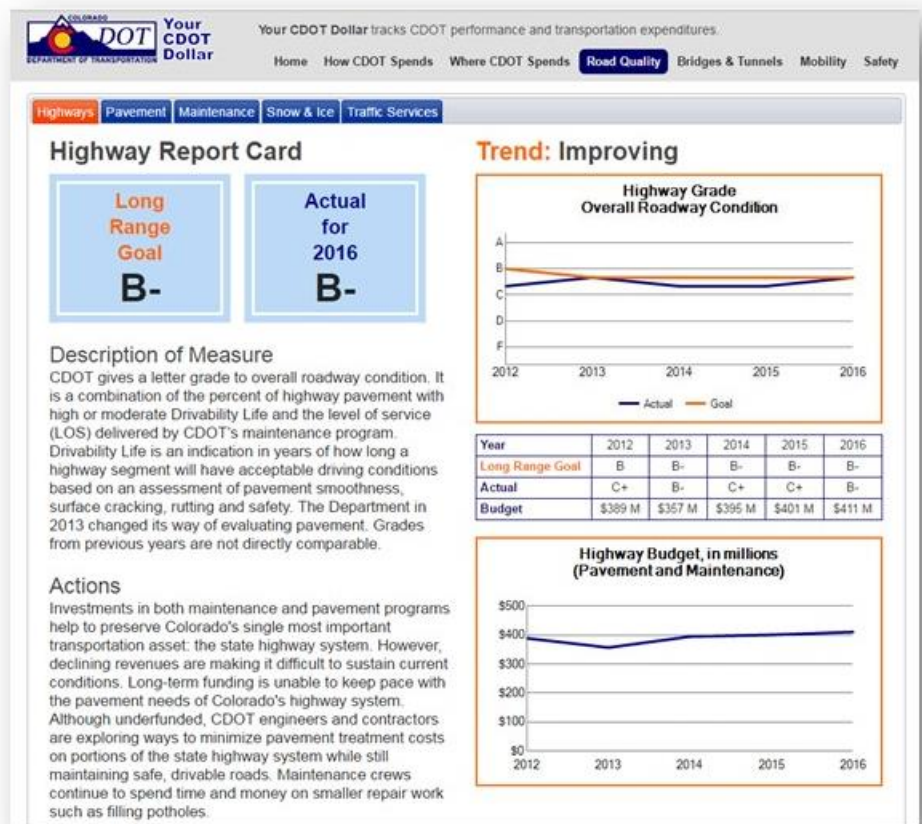 COLORADO
DOT
DEPARTMENT OF TRANSPORTATION
Your
CDOT
Dollar
Your CDOT Dollar tracks CDOT performance and transportation expenditures.
Home How CDOT Spends Where CDOT Spends Road Quality Bridges & Tunnels Mobility Safety
Highways Pavement Maintenance Snow & Ice Traffic Services
Highway Report Card
Long
Range
Goal
B-
Actual
for
2016
B-
Description of Measure
CDOT gives a letter grade to overall roadway condition. It
is a combination of the percent of highway pavement with
high or moderate Drivability Life and the level of service
(LOS) delivered by CDOT's maintenance program.
Drivability Life is an indication in years of how long a
highway segment will have acceptable driving conditions
based on an assessment of pavement smoothness,
surface cracking, rutting and safety. The Department in
2013 changed its way of evaluating pavement. Grades
from previous years are not directly comparable.
Actions
Investments in both maintenance and pavement programs
help to preserve Colorado's single most important
transportation asset: the state highway system. However,
declining revenues are making it difficult to sustain current
conditions. Long-term funding is unable to keep pace with
the pavement needs of Colorado's highway system.
Although underfunded, CDOT engineers and contractors
are exploring ways to minimize pavement treatment costs
on portions of the state highway system while still
maintaining safe, drivable roads. Maintenance crews
continue to spend time and money on smaller repair work
such as filling potholes.
Trend: Improving
Highway Grade
Overall Roadway Condition
A
B
C
D
F
2012 2013 2014 2015 2016
Actual Goal
Year 2012 2013 2014 2015 2016
Long Range Goal B B- B- B- B-
Actual C+ B- C+ C+ B-
Budget $389 M $357 M $395 M $401 M $411 M
Highway Budget, in millions
(Pavement and Maintenance)
$500
$400
$300
$200
$100
$0
2012 2013 2014 2015 2016